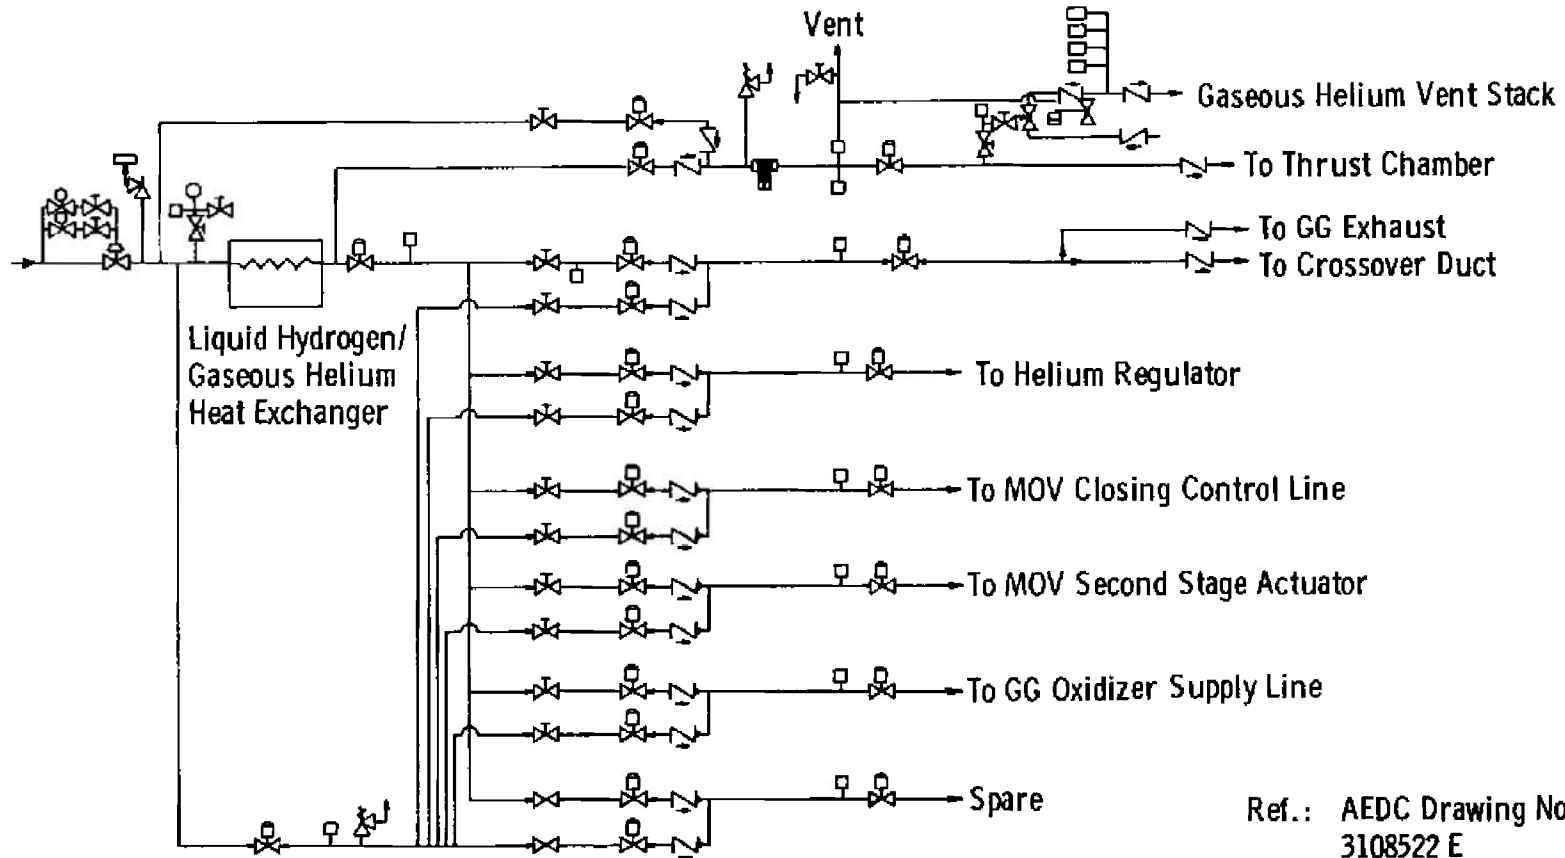 Vent
Gaseous Helium Vent Stack
To Thrust Chamber
To GG Exhaust
To Crossover Duct
Liquid Hydrogen/
Gaseous Helium
Heat Exchanger
To Helium Regulator
To MOV Closing Control Line
To MOV Second Stage Actuator
To GG Oxidizer Supply Line
Spare
Ref.: AEDC Drawing No
3108522 E